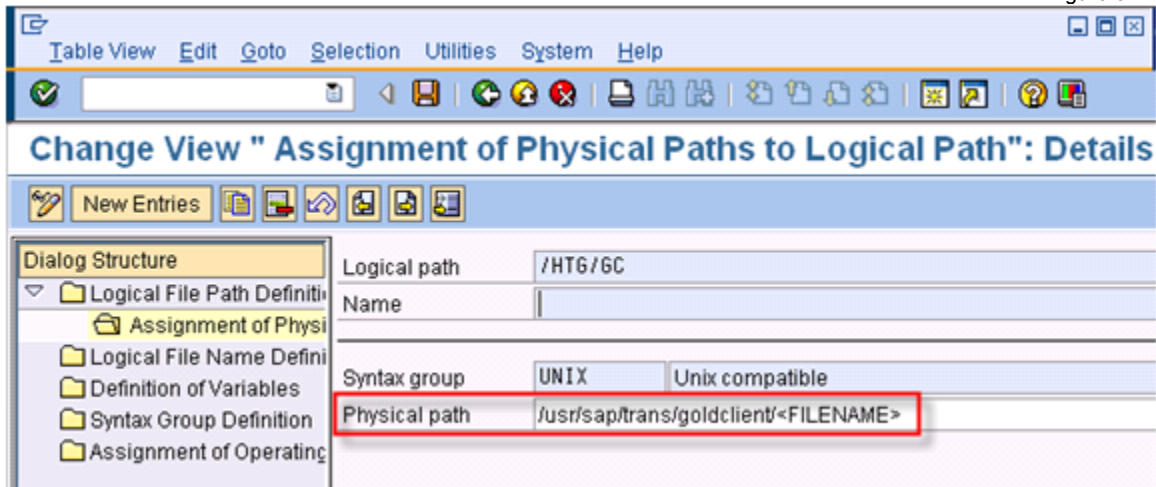 Table View Edit Goto Selection Utilities System Help
Change View " Assignment of Physical Paths to Logical Path": Details
New Entries
Dialog Structure
Logical File Path Definiti
Assignment of Physi
Logical File Name Defini
Definition of Variables
Syntax Group Definition
Assignment of Operating
Logical path /HTG/GC
Name
Syntax group UNIX Unix compatible
Physical path /usr/sap/trans/goldclient/<FILENAME>